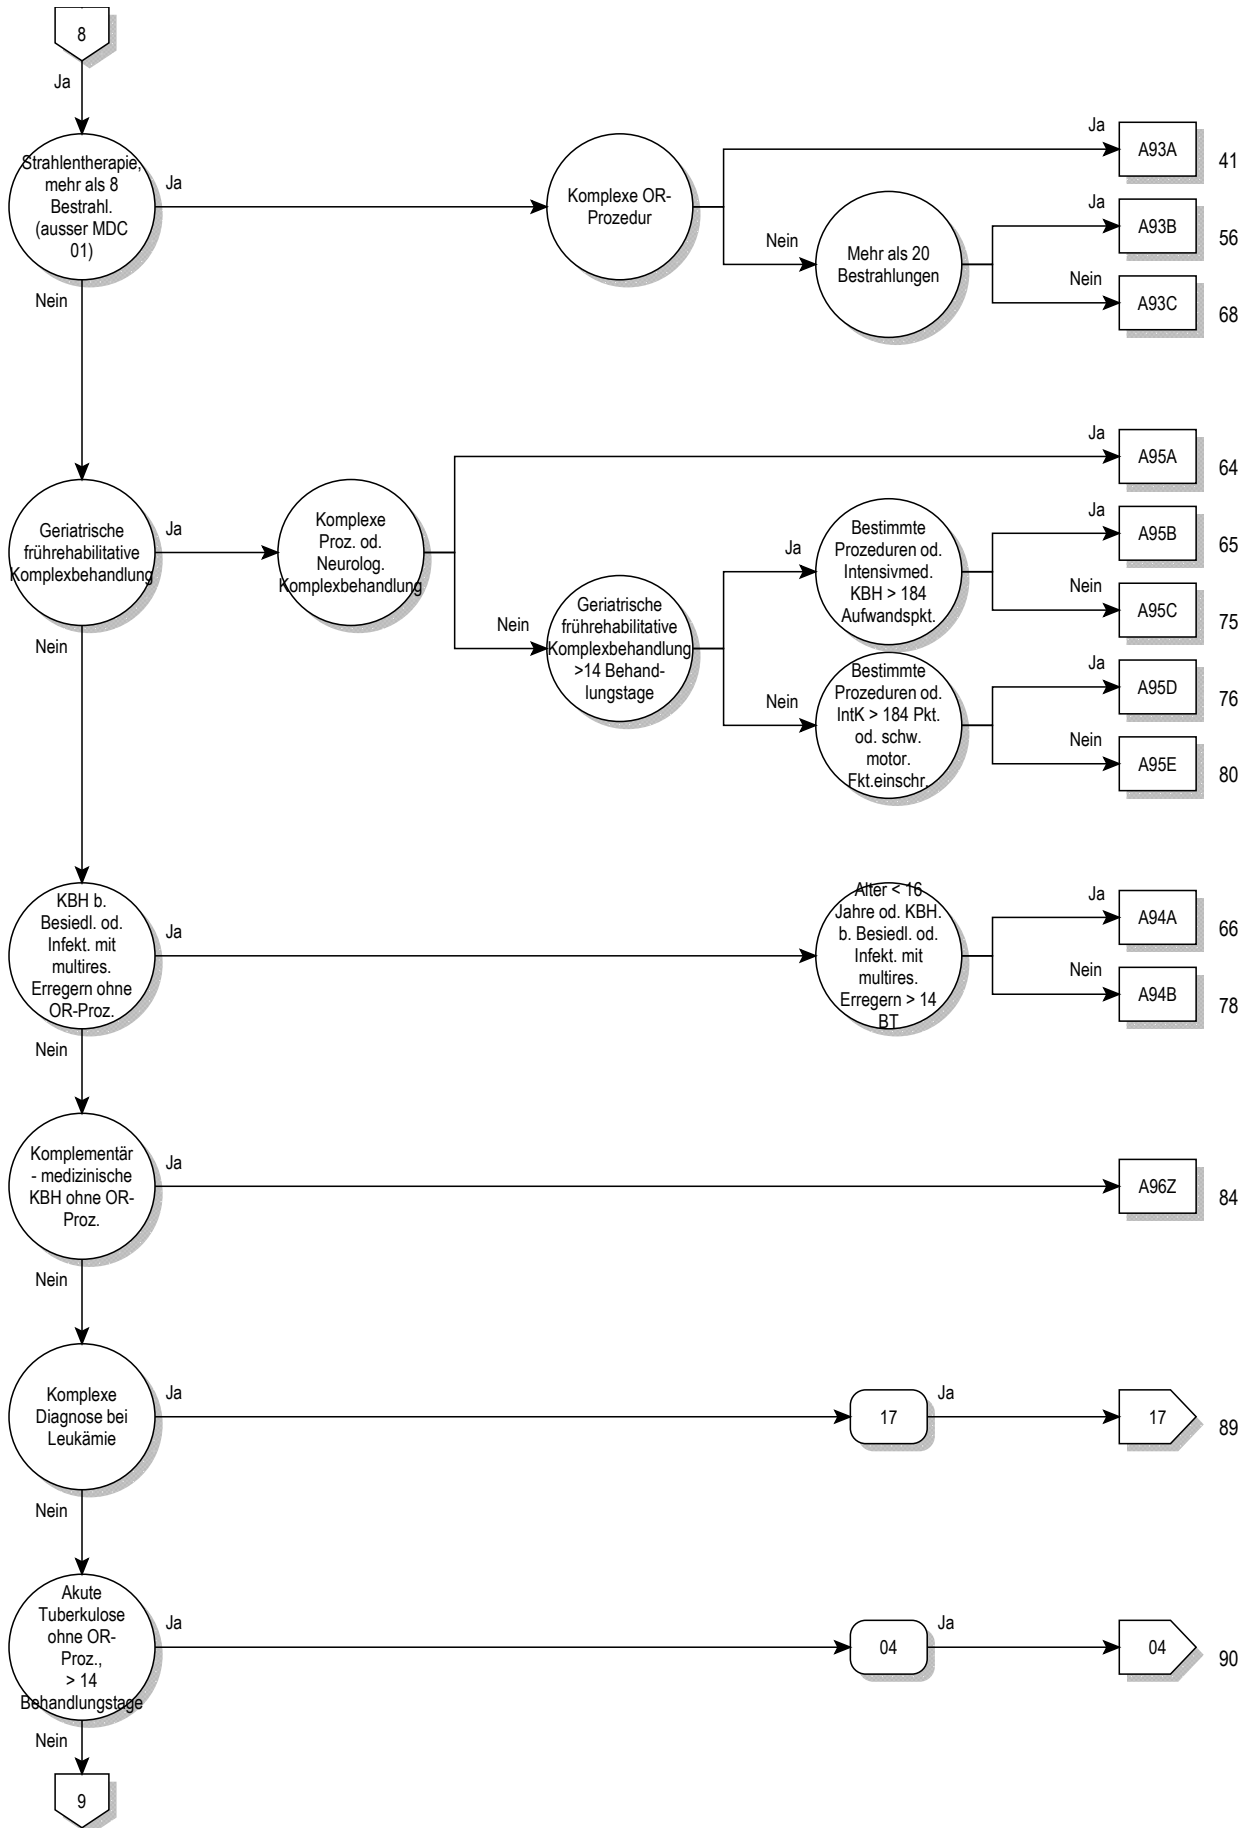 8
Ja
Strahlentherapie,
mehr als 8
Bestrahl.
(ausser MDC
01)
Ja
Komplexe OR-
Prozedur
Ja
A93A
41
Nein
Mehr als 20
Bestrahlungen
Ja
A93B
56
Nein
A93C
68
Nein
Geriatrische
frührehabilitative
Komplexbehandlung
Ja
Komplexe
Proz. od.
Neurolog.
Komplexbehandlung
Ja
A95A
64
Nein
Geriatrische
frührehabilitative
Komplexbehandlung
>14 Behand-
lungstage
Ja
Bestimmte
Prozeduren od.
Intensivmed.
KBH > 184
Aufwandspkt.
Ja
A95B
65
Nein
A95C
75
Nein
Bestimmte
Prozeduren od.
IntK > 184 Pkt.
od. schw.
motor.
Fkt.einschr.
Ja
A95D
76
Nein
A95E
80
Nein
KBH b.
Besiedl. od.
Infekt. mit
multires.
Erregern ohne
OR-Proz.
Ja
Alter < 16
Jahre od. KBH.
b. Besiedl. od.
Infekt. mit
multires.
Erregern > 14
BT
Ja
A94A
66
Nein
A94B
78
Nein
Komplementär
- medizinische
KBH ohne OR-
Proz.
Ja
A96Z
84
Nein
Komplexe
Diagnose bei
Leukämie
Ja
17
Ja
17
89
Nein
Akute
Tuberkulose
ohne OR-
Proz.,
> 14
Behandlungstage
Ja
04
Ja
04
90
Nein
9